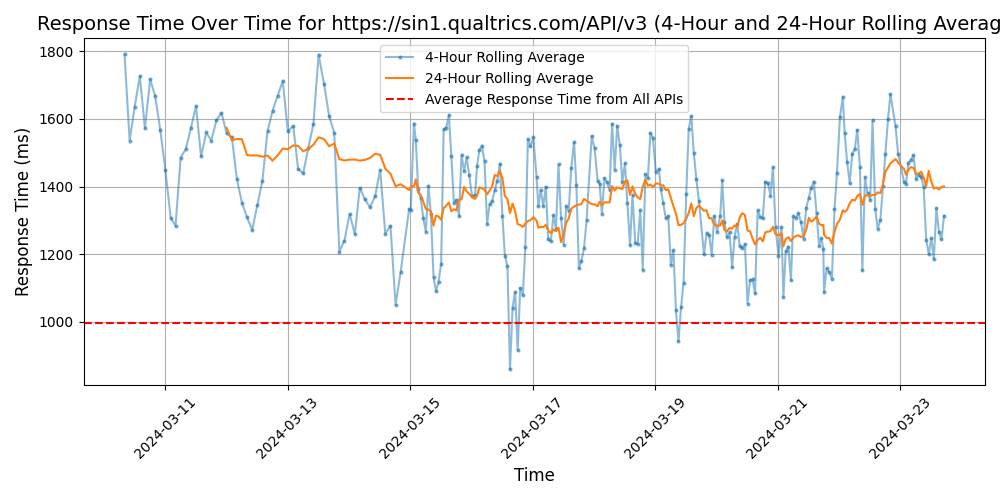 Response Time Over Time for https://sin1.qualtrics.com/API/v3 (4-Hour and 24-Hour Rolling Averag
4-Hour Rolling Average
24-Hour Rolling Average
Average Response Time from All APIs
Response Time (ms)
1800
1600
1400
1200
1000
2024-03-11
2024-03-13
2024-03-15
2024-03-17
2024-03-19
2024-03-21
2024-03-23
Time